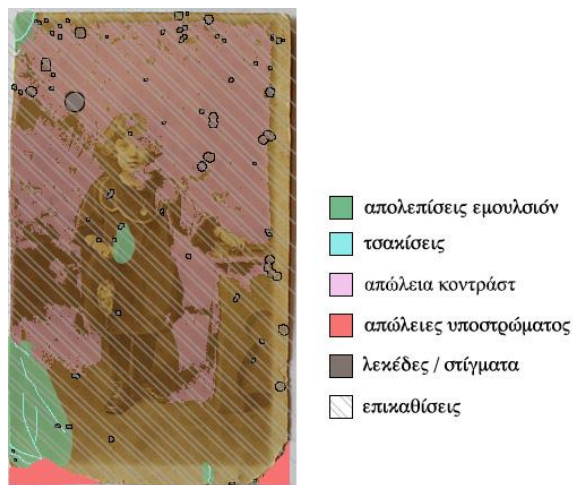 απολεπίσεις εμουλσιόν
τσακίσεις
απώλεια κοντράστ
απώλειες υποστρώματος
λεκέδες / στίγματα
επικαθίσεις